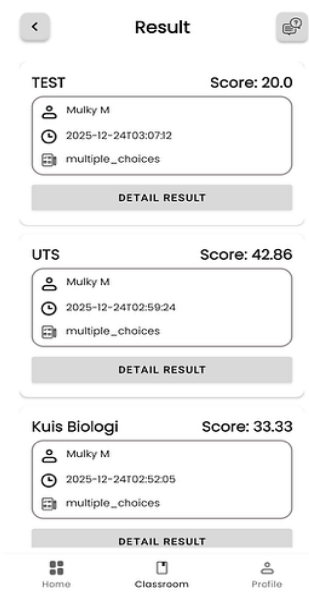 Result
TEST Score: 20.0
Mulky M
2025-12-24T03:07:12
multiple_choices
DETAIL RESULT
UTS Score: 42.86
Mulky M
2025-12-24T02:59:24
multiple_choices
DETAIL RESULT
Kuis Biologi Score: 33.33
Mulky M
2025-12-24T02:52:05
multiple_choices
DETAIL RESULT
Home Classroom Profile